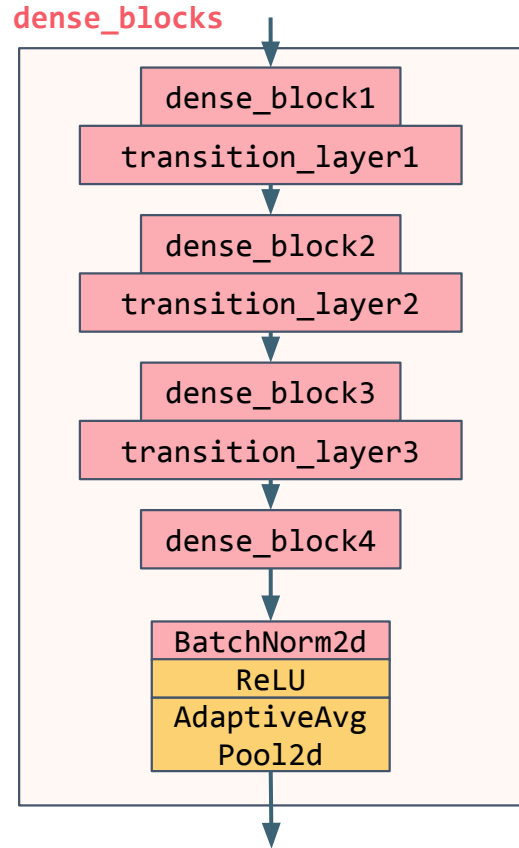 dense_blocks
dense_block1
transition_layer1
dense_block2
transition_layer2
dense_block3
transition_layer3
dense_block4
BatchNorm2d
ReLU
AdaptiveAvg
Pool2d